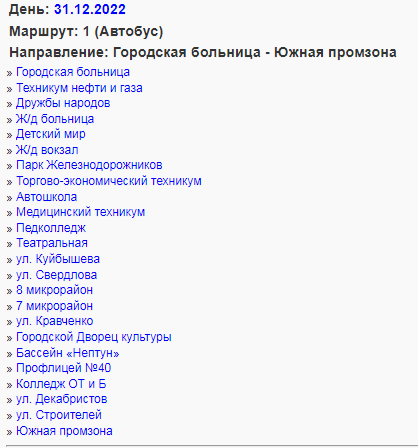 День: 31.12.2022
Маршрут: 1 (Автобус)
Направление: Городская больница - Южная промзона
» Городская больница
» Техникум нефти и газа
» Дружбы народов
» Ж/д больница
» Детский мир
» Ж/д вокзал
» Парк Железнодорожников
» Торгово-экономический техникум
» Автошкола
» Медицинский техникум
» Педколледж
» Театральная
» ул. Куйбышева
» ул. Свердлова
» 8 микрорайон
» 7 микрорайон
» ул. Кравченко
» Городской Дворец культуры
» Бассейн «Нептун»
» Профлицей №40
» Колледж ОТ и Б
» ул. Декабристов
» ул. Строителей
» Южная промзона